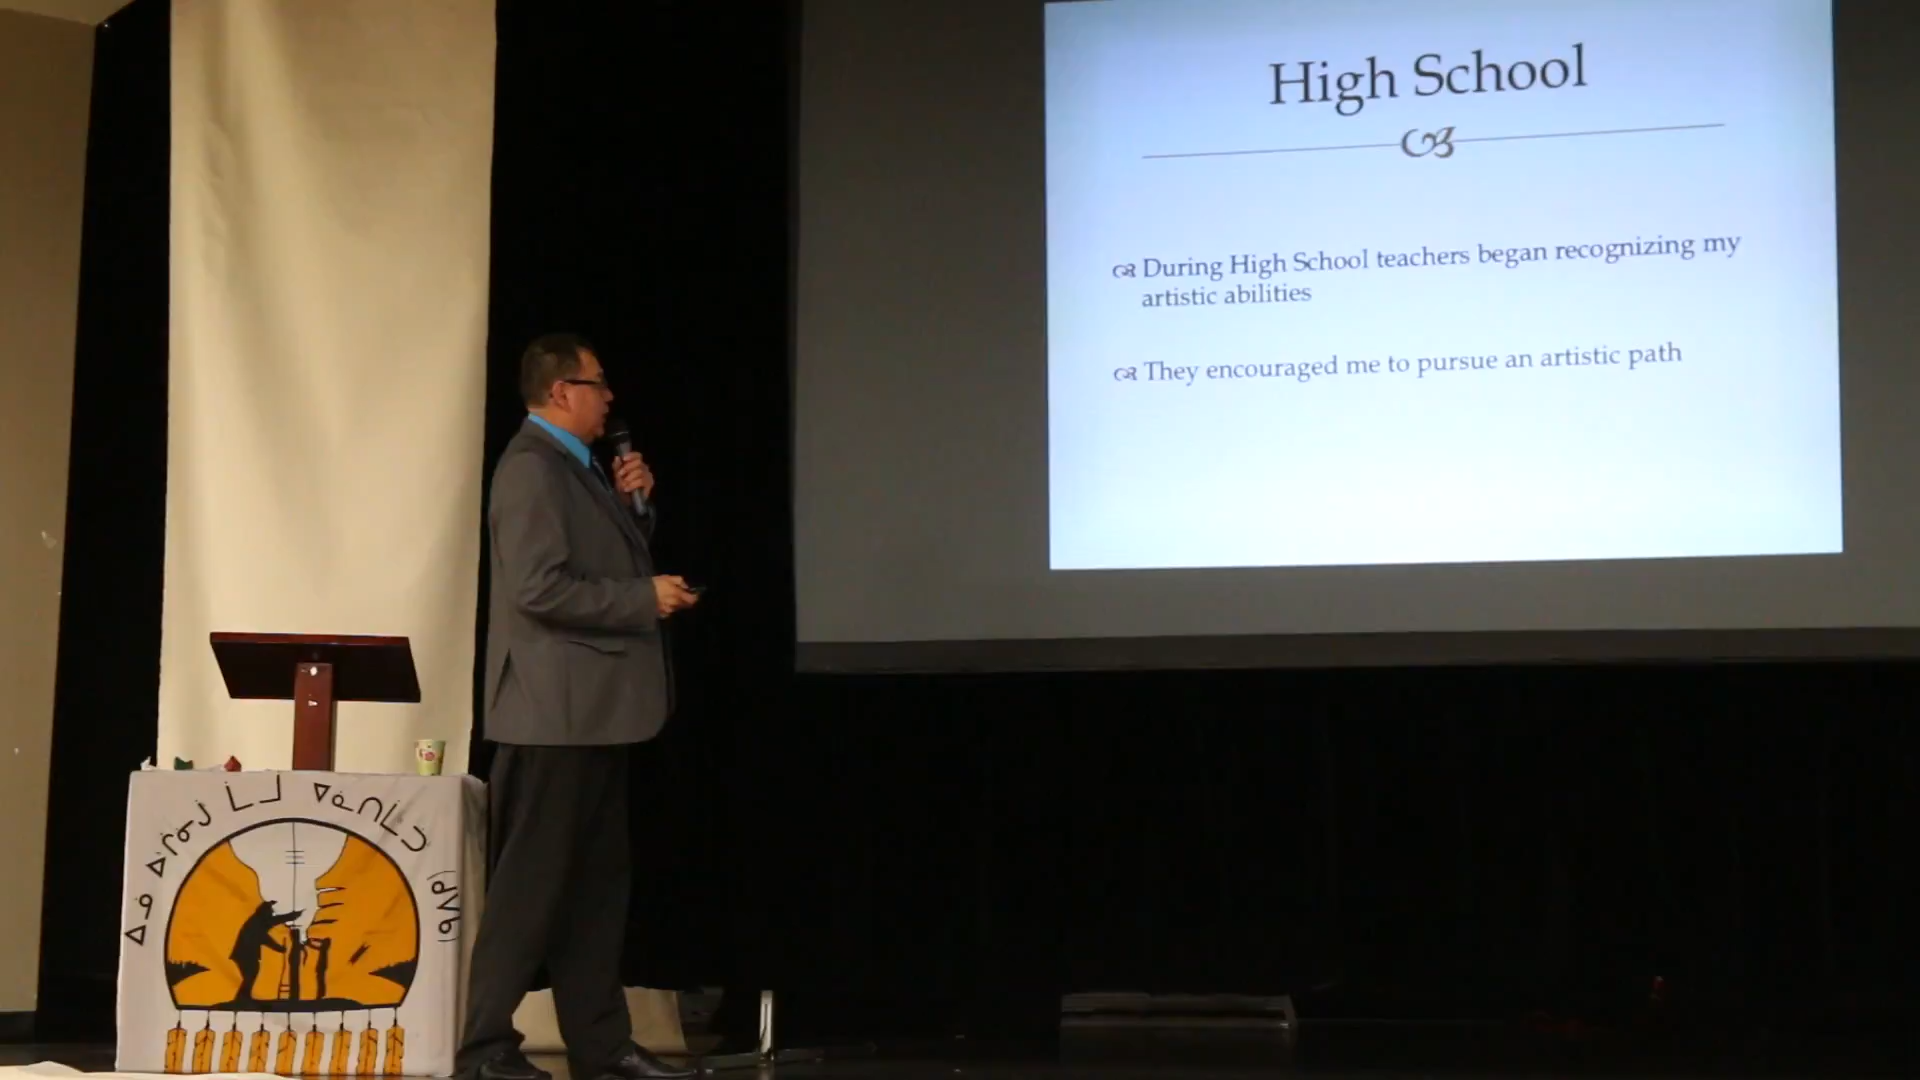 High School
During High School teachers began recognizing my
artistic abilities
They encouraged me to pursue an artistic path